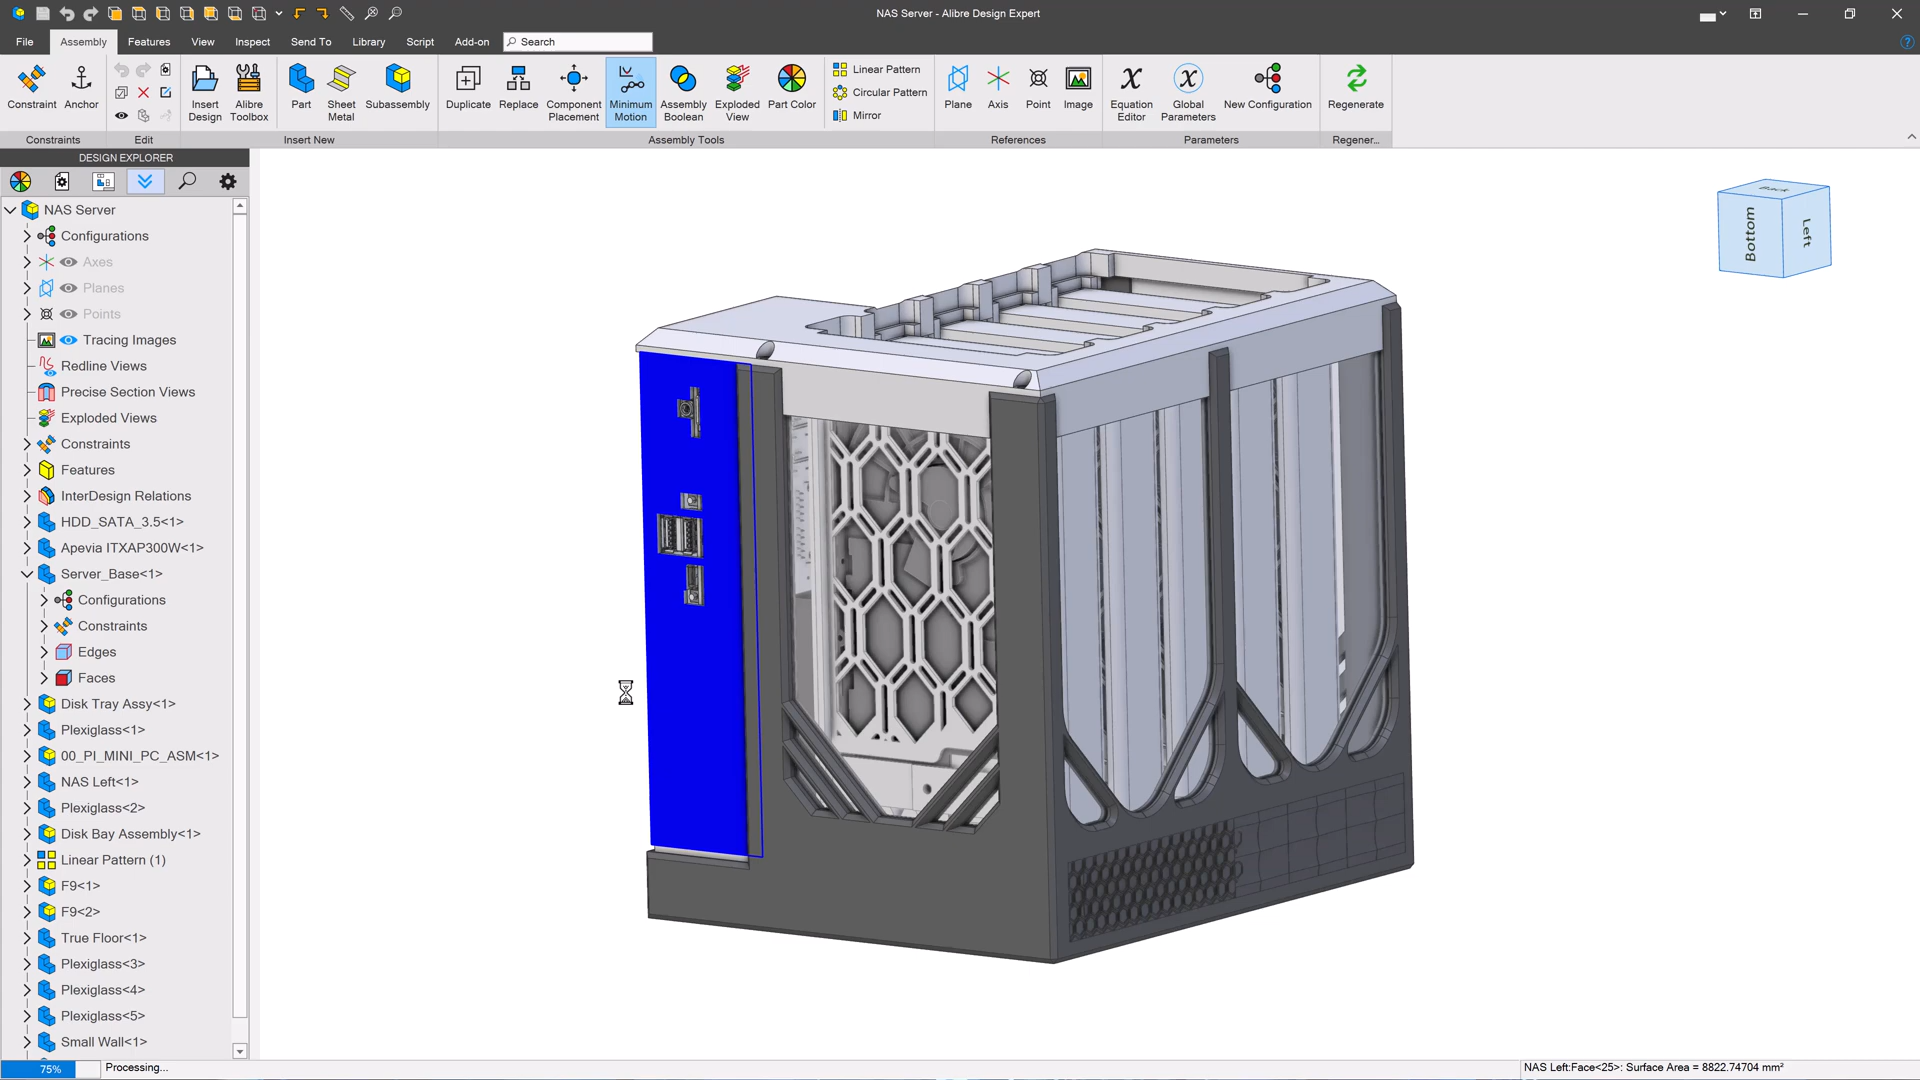 NAS Server - Alibre Design Expert
File
Assembly
Features
View
Inspect
Send To
Library
Script
Add-on
Search
Constraint
Anchor
Insert Design
Alibre Toolbox
Part
Sheet Metal
Subassembly
Duplicate
Replace
Component Placement
Minimum Motion
Assembly Boolean
Exploded View
Part Color
Linear Pattern
Circular Pattern
Mirror
Plane
Axis
Point
Image
Equation Editor
Global Parameters
New Configuration
Regenerate
Constraints
Edit
Insert New
Assembly Tools
References
Parameters
Regener...
DESIGN EXPLORER
NAS Server
Configurations
Axes
Planes
Points
Tracing Images
Redline Views
Precise Section Views
Exploded Views
Constraints
Features
InterDesign Relations
HDD_SATA_3.5<1>
Apevia ITXAP300W<1>
Server_Base<1>
Configurations
Constraints
Edges
Faces
Disk Tray Assy<1>
Plexiglass<1>
00_PI_MINI_PC_ASM<1>
NAS Left<1>
Plexiglass<2>
Disk Bay Assembly<1>
Linear Pattern (1)
F9<1>
F9<2>
True Floor<1>
Plexiglass<3>
Plexiglass<4>
Plexiglass<5>
Small Wall<1>
Back
Bottom
Left
75%
Processing...
NAS Left:Face<25>: Surface Area = 8822.74704 mm²